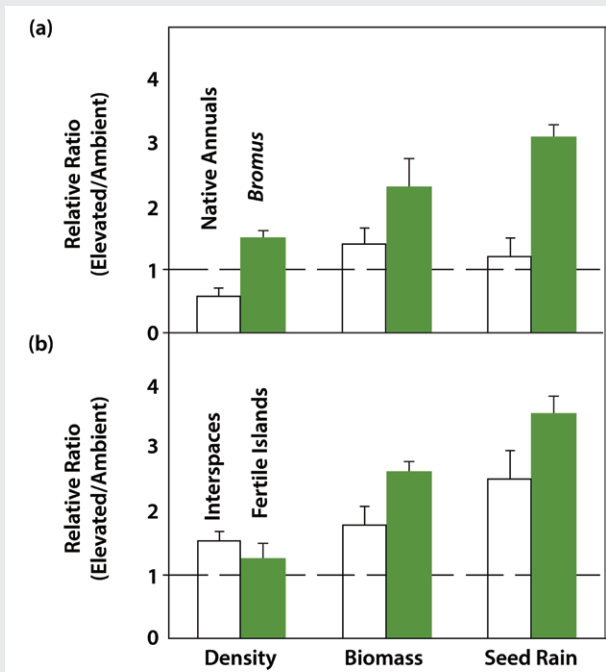 (a)
Relative Ratio
(Elevated/Ambient)
4
3
2
1
0
Native Annuals
Bromus
(b)
Relative Ratio
(Elevated/Ambient)
4
3
2
1
0
Interspaces
Fertile Islands
Density
Biomass
Seed Rain